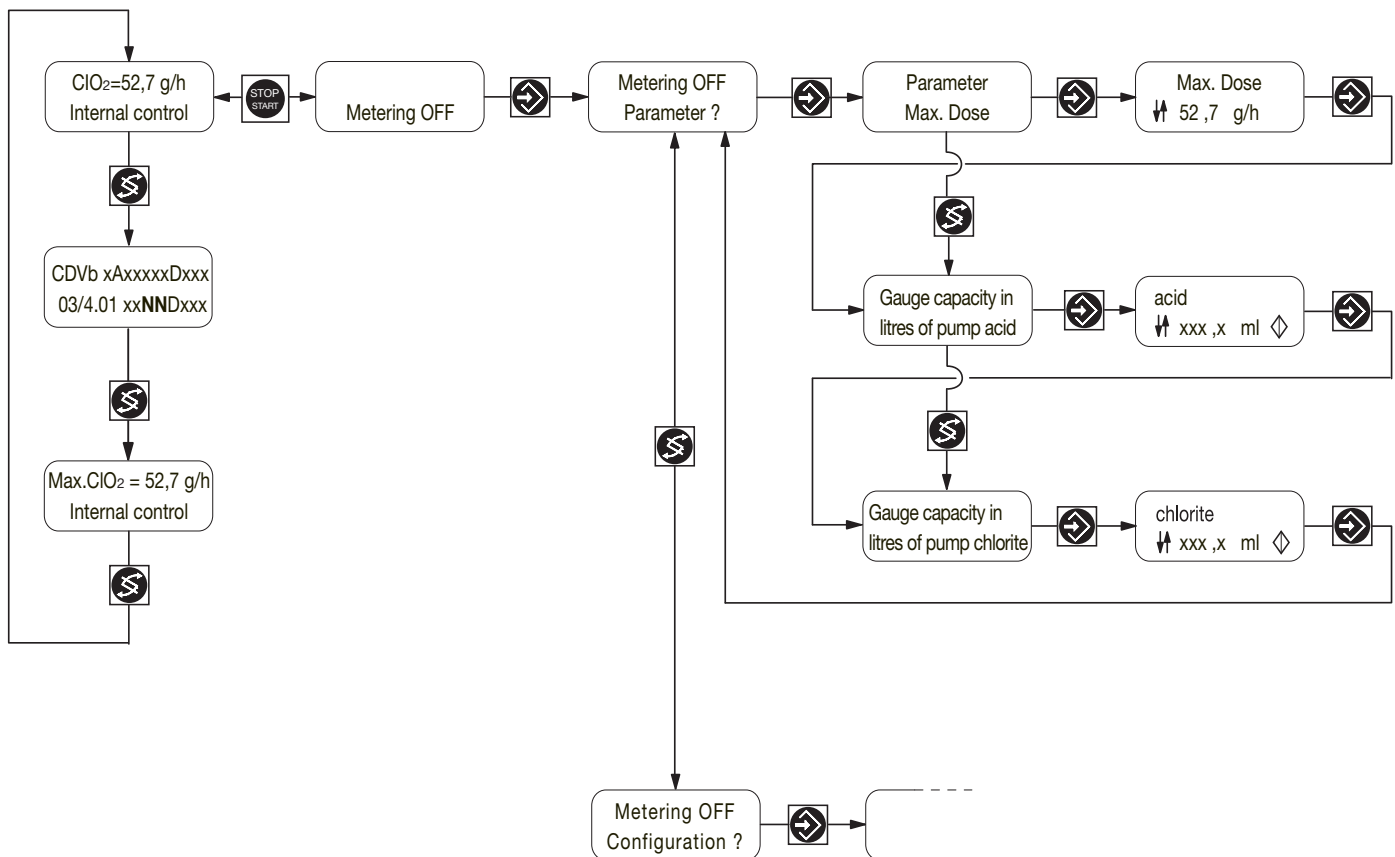 ClO2=52,7 g/h
Internal control
STOP
START
Metering OFF
Metering OFF
Parameter ?
Parameter
Max. Dose
Max. Dose
52 ,7 g/h
CDVb xAxxxxxDxxx
03/4.01 xxNNDxxx
Gauge capacity in
litres of pump acid
acid
xxx ,x ml
Max.ClO2 = 52,7 g/h
Internal control
Gauge capacity in
litres of pump chlorite
chlorite
xxx ,x ml
Metering OFF
Configuration ?